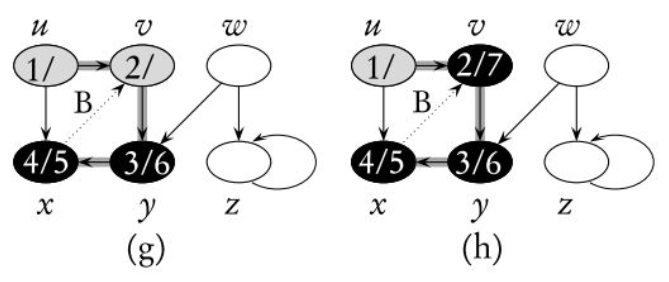 u v w u v w
1/ 2/ 1/ 2/7
B B
4/5 3/6 4/5 3/6
x y z x y z
(g) (h)